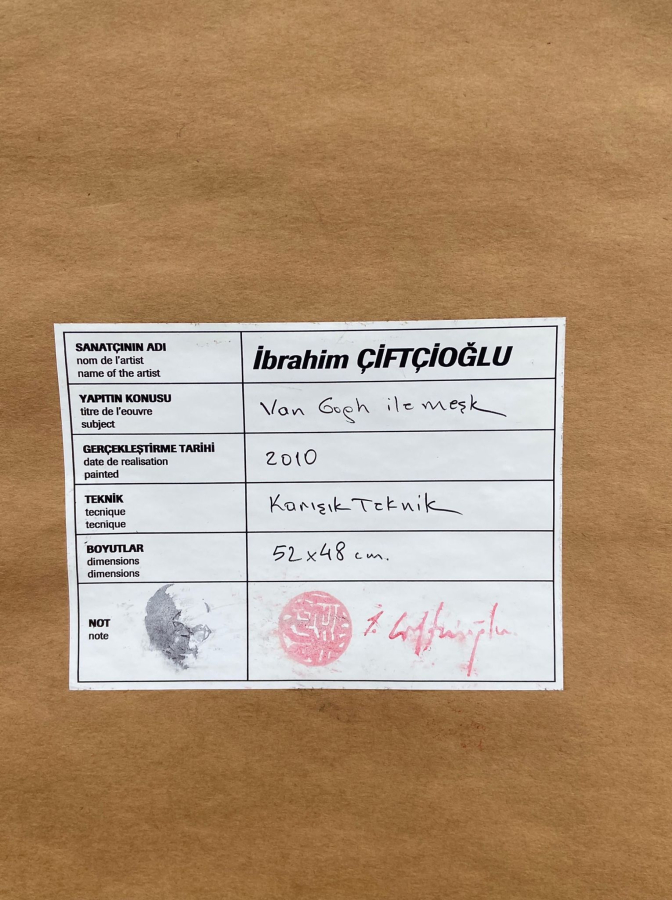 SANATÇININ ADI
nom de l'artist
name of the artist
İbrahim ÇİFTÇİOĞLU
YAPITIN KONUSU
titre de l'eouvre
subject
Van Gogh ile meşk
GERÇEKLEŞTİRME TARİHİ
date de realisation
painted
2010
TEKNİK
tecnique
tecnique
Karışık Teknik
BOYUTLAR
dimensions
dimensions
52x48 cm.
NOT
note